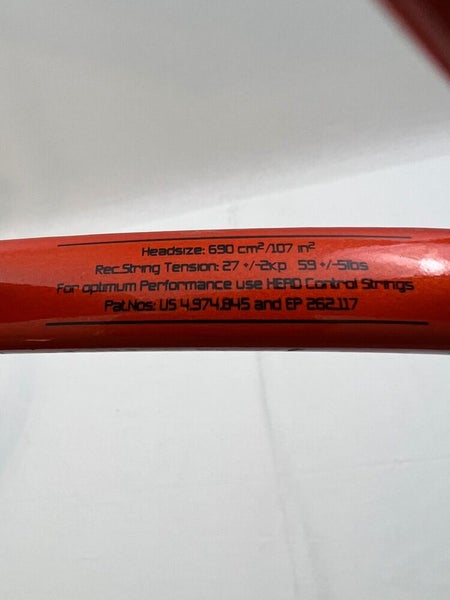 Headsize: 690 cm²/107 in²
Rec.String Tension: 27 +/-2kp 59 +/-5lbs
For optimum Performance use HEAD Control Strings
Pat.Nos: US 4.974.845 and EP 262.117